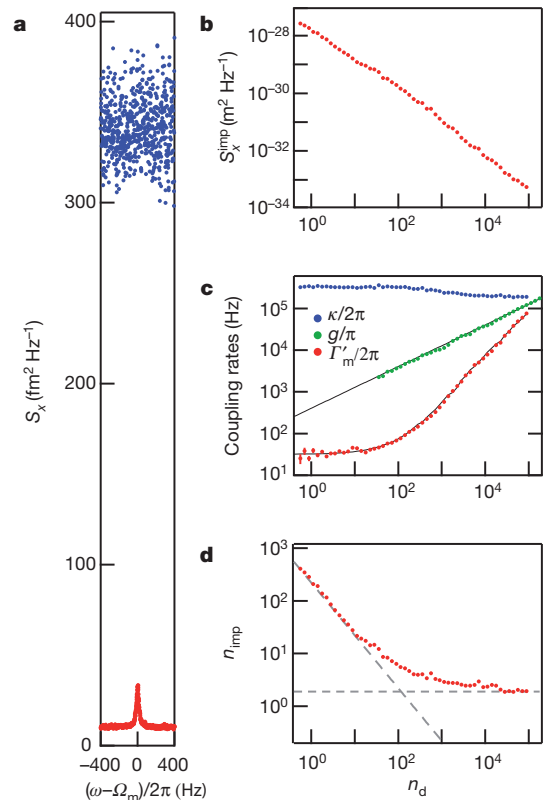 a
400
300
200
100
0
S_x (fm² Hz⁻¹)
−400 0 400
(ω−Ω_m)/2π (Hz)
b
10⁻²⁸
10⁻³⁰
10⁻³²
10⁻³⁴
S_x^imp (m² Hz⁻¹)
10⁰ 10² 10⁴
c
κ/2π
g/π
Γ′_m/2π
10⁵
10⁴
10³
10²
10¹
Coupling rates (Hz)
10⁰ 10² 10⁴
d
10³
10²
10¹
10⁰
n_imp
10⁰ 10² 10⁴
n_d